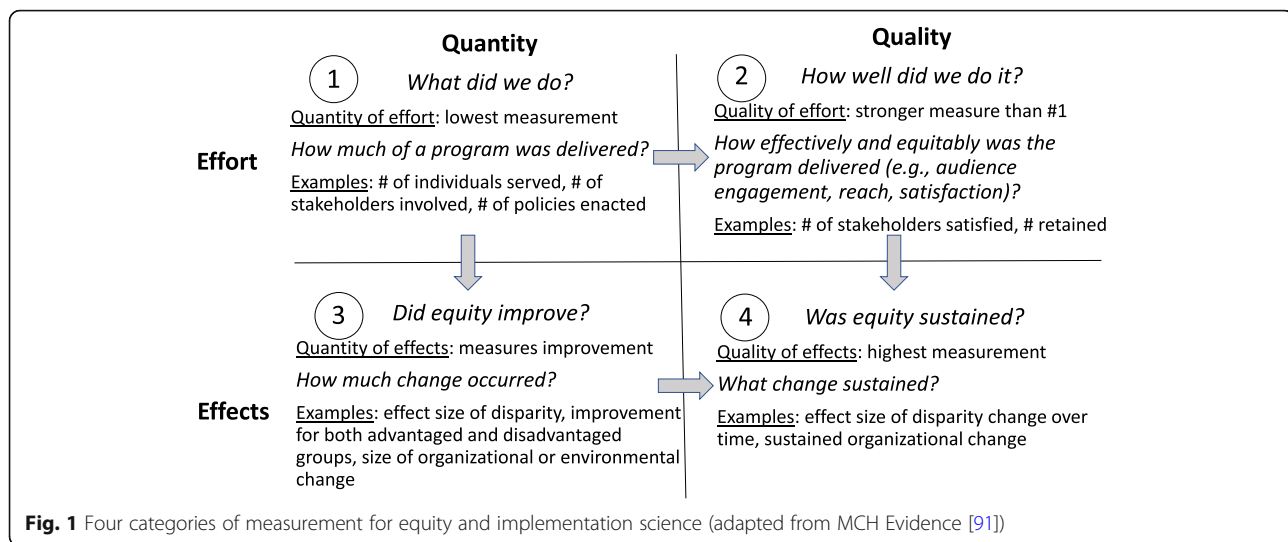 Quantity
Quality
1
What did we do?
Quantity of effort: lowest measurement
How much of a program was delivered?
Examples: # of individuals served, # of
stakeholders involved, # of policies enacted
2
How well did we do it?
Quality of effort: stronger measure than #1
How effectively and equitably was the
program delivered (e.g., audience
engagement, reach, satisfaction)?
Examples: # of stakeholders satisfied, # retained
Effort
3
Did equity improve?
Quantity of effects: measures improvement
How much change occurred?
Examples: effect size of disparity, improvement
for both advantaged and disadvantaged
groups, size of organizational or environmental
change
4
Was equity sustained?
Quality of effects: highest measurement
What change sustained?
Examples: effect size of disparity change over
time, sustained organizational change
Effects
Fig. 1 Four categories of measurement for equity and implementation science (adapted from MCH Evidence [91])